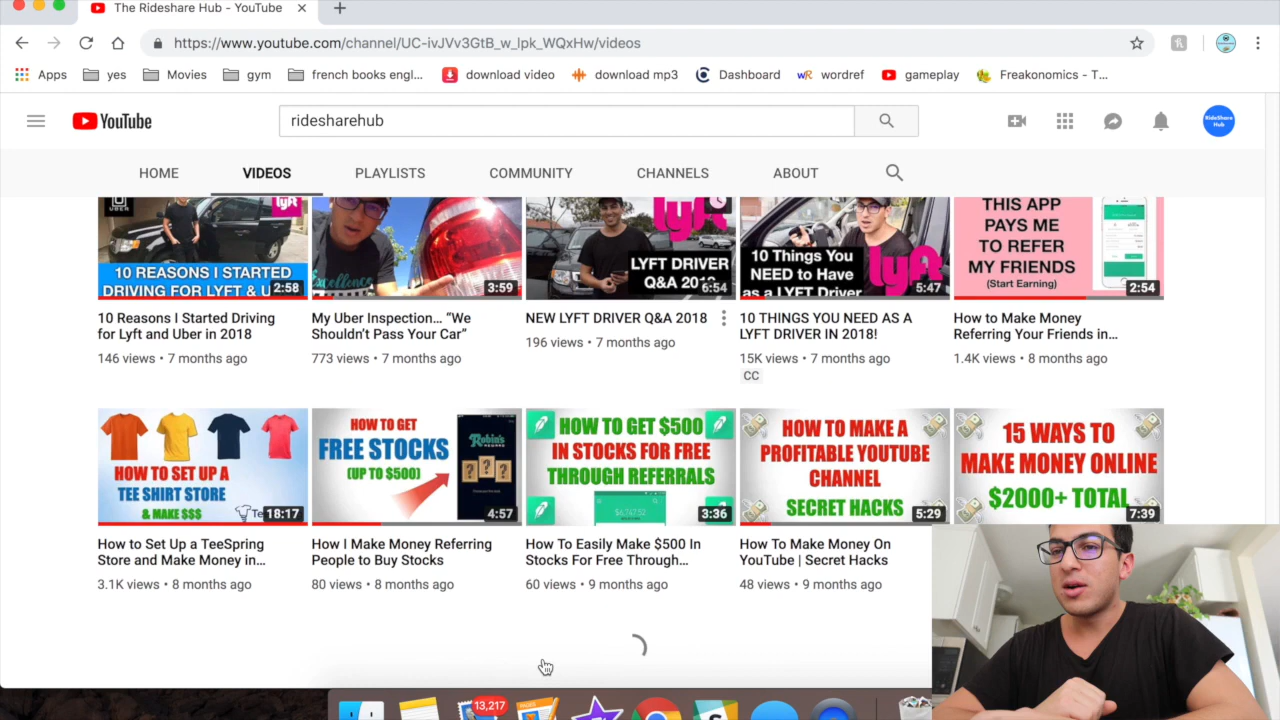 The Rideshare Hub - YouTube
https://www.youtube.com/channel/UC-ivJVv3GtB_w_lpk_WQxHw/videos
Apps yes Movies gym french books engl... download video download mp3 Dashboard wordref gameplay Freakonomics - T...
YouTube
ridesharehub
RideShare
Hub
HOME VIDEOS PLAYLISTS COMMUNITY CHANNELS ABOUT
UBER
lyft
10 REASONS I STARTED
DRIVING FOR LYFT & U
2:58
3:59
lyft
LYFT DRIVER
Q&A 2018
6:54
10 Things You
NEED to Have
as a LYFT Driver
lyft
5:47
THIS APP
PAYS ME
TO REFER
MY FRIENDS
(Start Earning)
2:54
10 Reasons I Started Driving
for Lyft and Uber in 2018
146 views • 7 months ago
My Uber Inspection... “We
Shouldn’t Pass Your Car”
773 views • 7 months ago
NEW LYFT DRIVER Q&A 2018
196 views • 7 months ago
10 THINGS YOU NEED AS A
LYFT DRIVER IN 2018!
15K views • 7 months ago
CC
How to Make Money
Referring Your Friends in...
1.4K views • 8 months ago
HOW TO SET UP A
TEE SHIRT STORE
& MAKE $$$
18:17
HOW TO GET
FREE STOCKS
(UP TO $500)
4:57
HOW TO GET $500
IN STOCKS FOR FREE
THROUGH REFERRALS
3:36
HOW TO MAKE A
PROFITABLE YOUTUBE
CHANNEL
SECRET HACKS
5:29
15 WAYS TO
MAKE MONEY ONLINE
$2000+ TOTAL
7:39
How to Set Up a TeeSpring
Store and Make Money in...
3.1K views • 8 months ago
How I Make Money Referring
People to Buy Stocks
80 views • 8 months ago
How To Easily Make $500 In
Stocks For Free Through...
60 views • 9 months ago
How To Make Money On
YouTube | Secret Hacks
48 views • 9 months ago
13,217